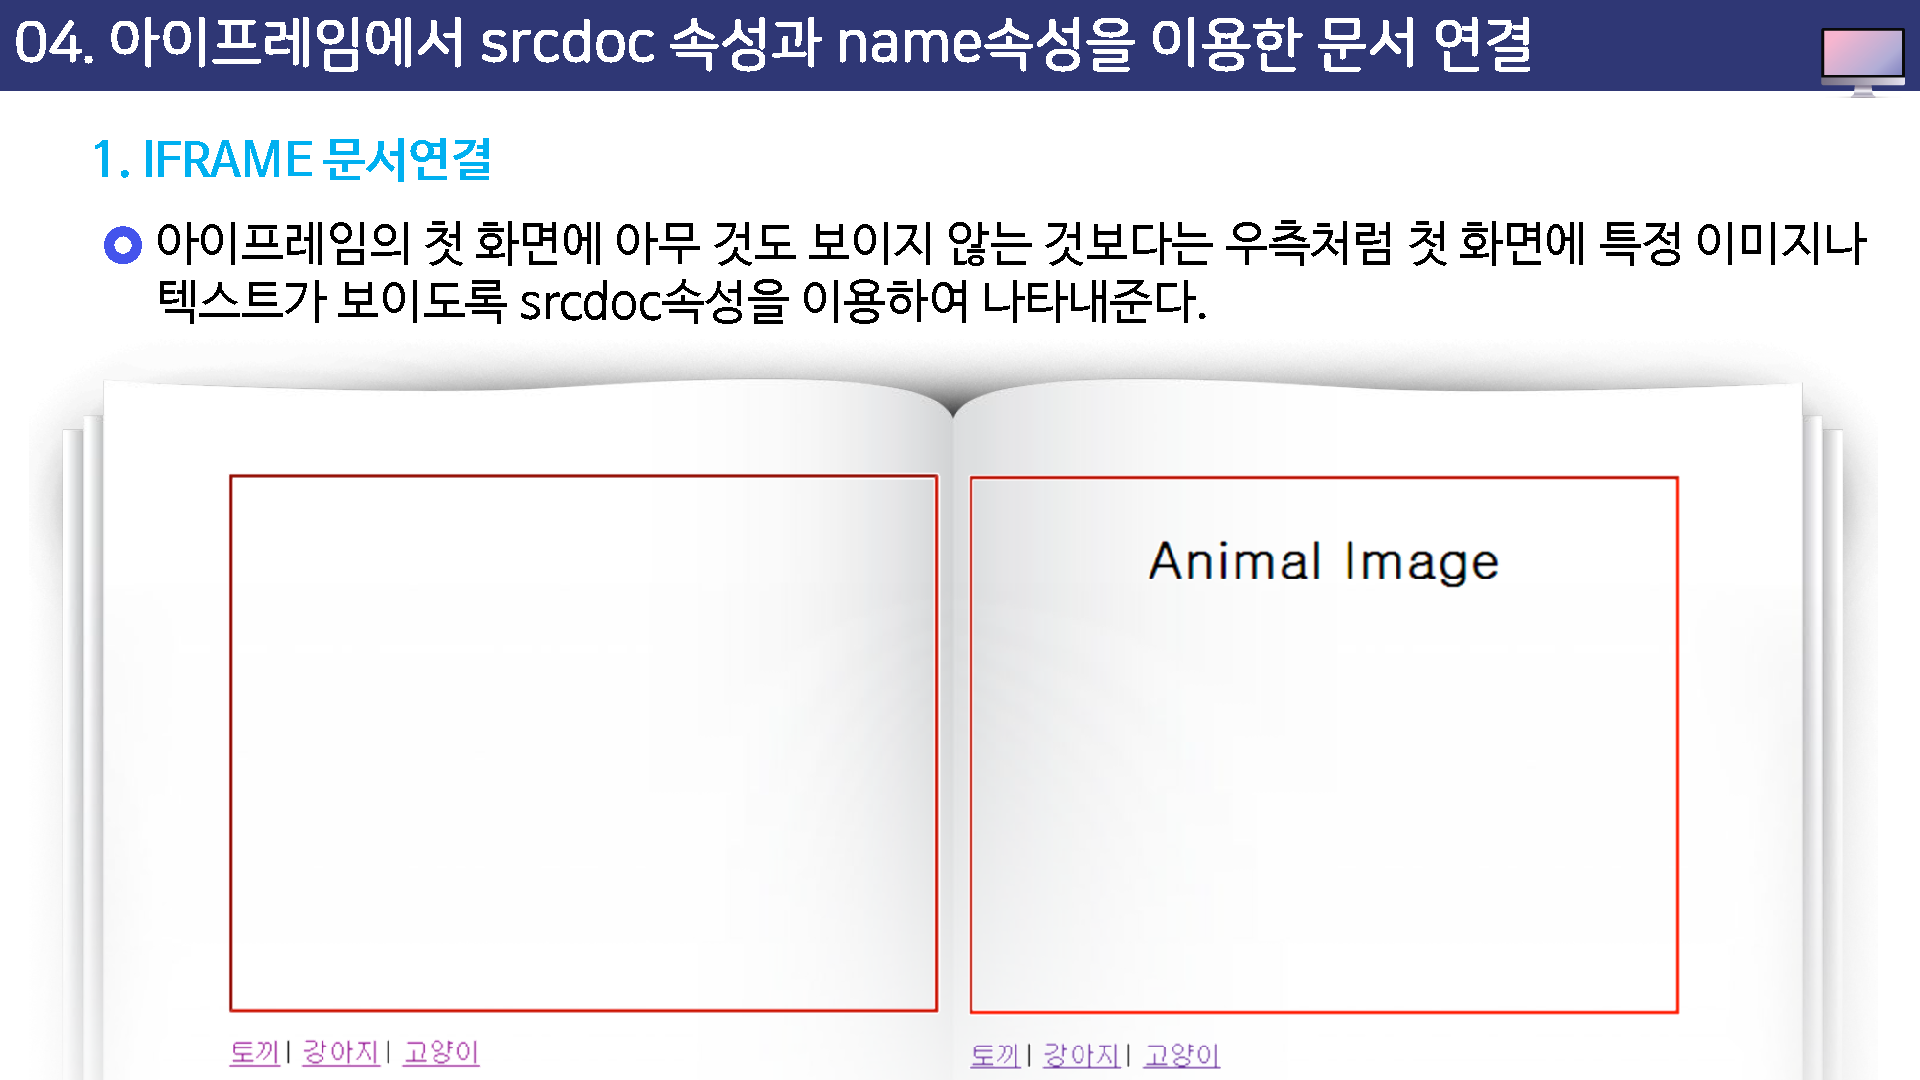 04. 아이프레임에서 srcdoc 속성과 name속성을 이용한 문서 연결
1. IFRAME 문서연결
아이프레임의 첫 화면에 아무 것도 보이지 않는 것보다는 우측처럼 첫 화면에 특정 이미지나
텍스트가 보이도록 srcdoc속성을 이용하여 나타내준다.
Animal Image
토끼| 강아지| 고양이
토끼| 강아지| 고양이